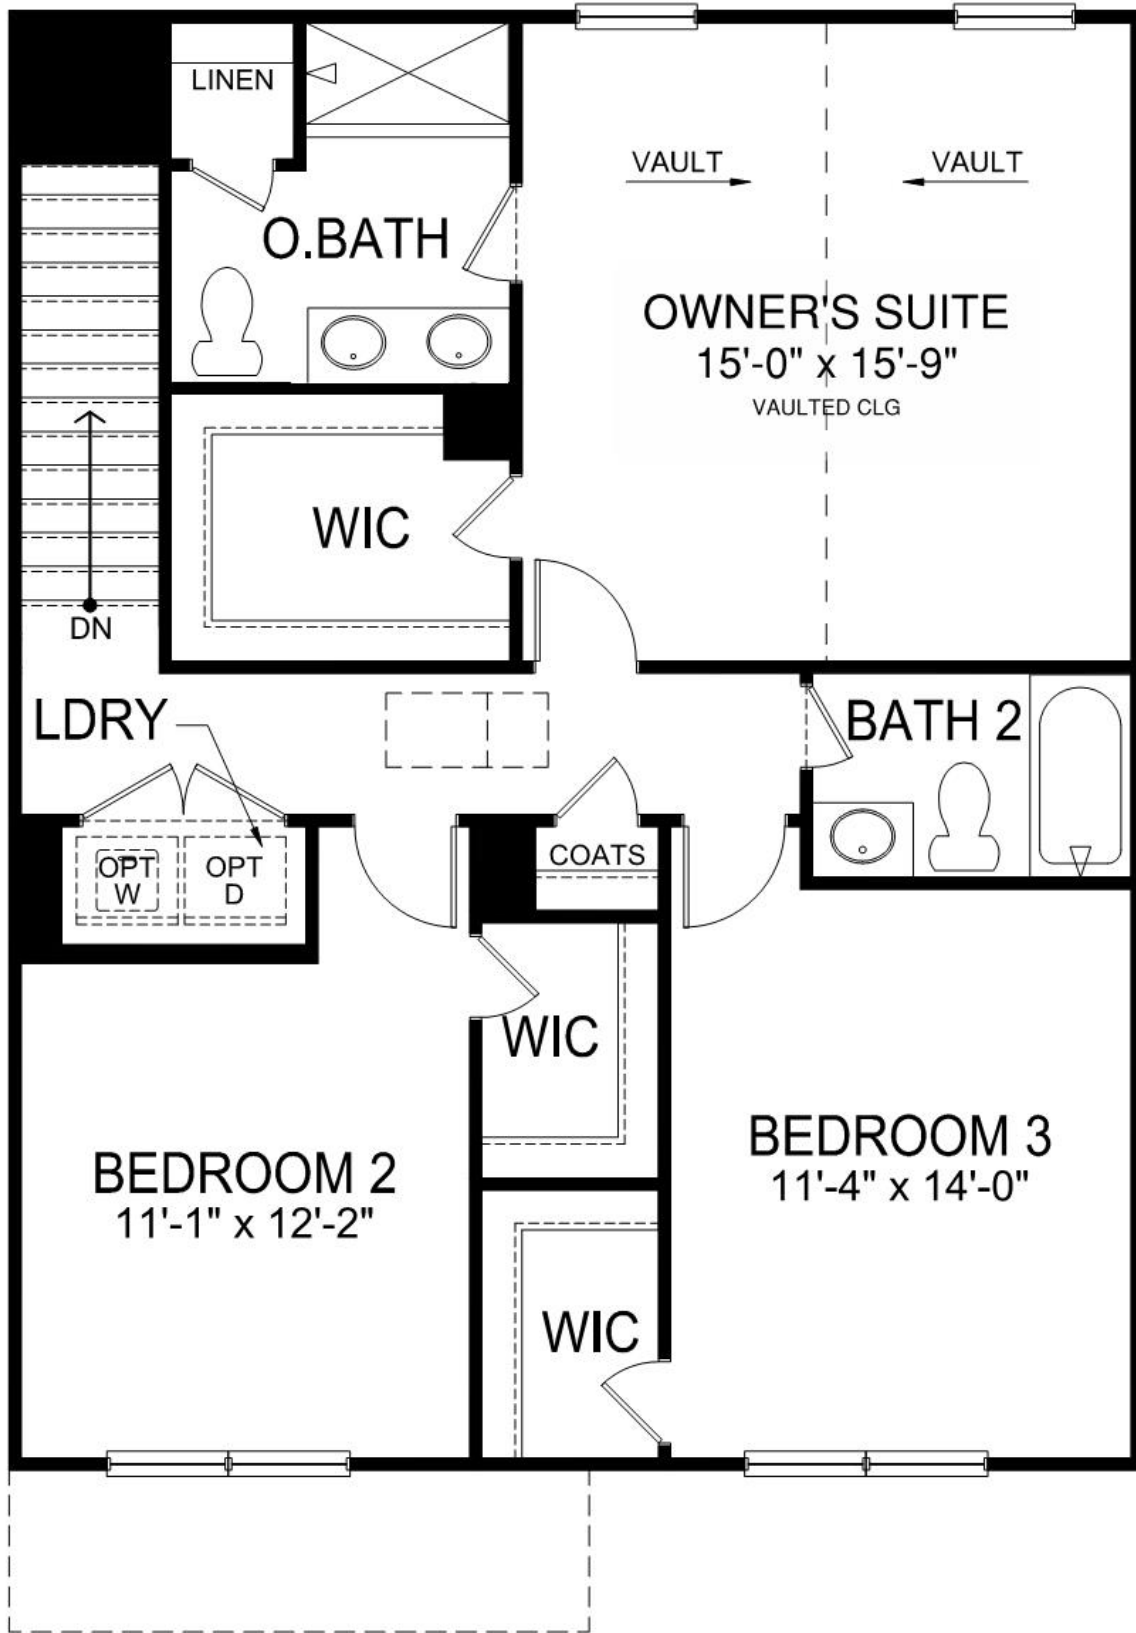 LINEN
VAULT
VAULT
O.BATH
OWNER'S SUITE
15'-0" x 15'-9"
VAULTED CLG
WIC
DN
LDRY
BATH 2
OPT
W
OPT
D
COATS
WIC
BEDROOM 2
11'-1" x 12'-2"
BEDROOM 3
11'-4" x 14'-0"
WIC